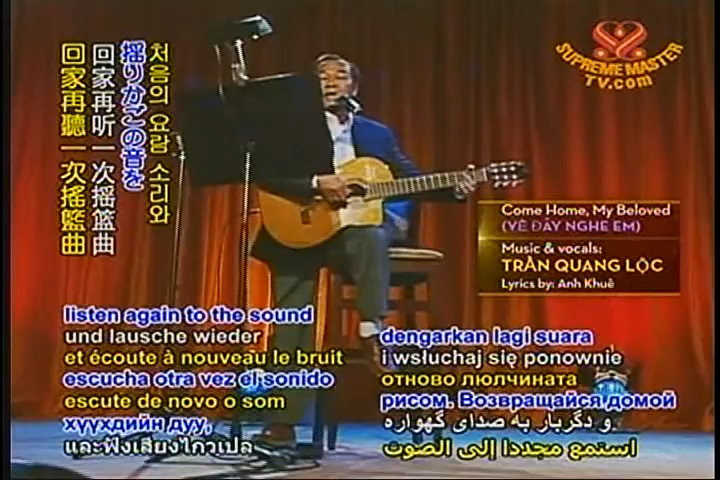 처음의 요람 소리와
揺りかごの音を
回家再听一次摇篮曲
回家再聽一次搖籃曲
SUPREME MASTER
TV.com
Come Home, My Beloved
(VỀ ĐÂY NGHE EM)
Music & vocals:
TRẦN QUANG LỘC
Lyrics by: Anh Khuê
listen again to the sound
und lausche wieder
et écoute à nouveau le bruit
escucha otra vez el sonido
escute de novo o som
хүүхдийн дуу,
และฟังเสียงไกวเปล
dengarkan lagi suara
i wsłuchaj się ponownie
отново люлчината
рисом. Возвращайся домой
و دگربار به صدای گهواره
استمع مجددا إلى الصوت